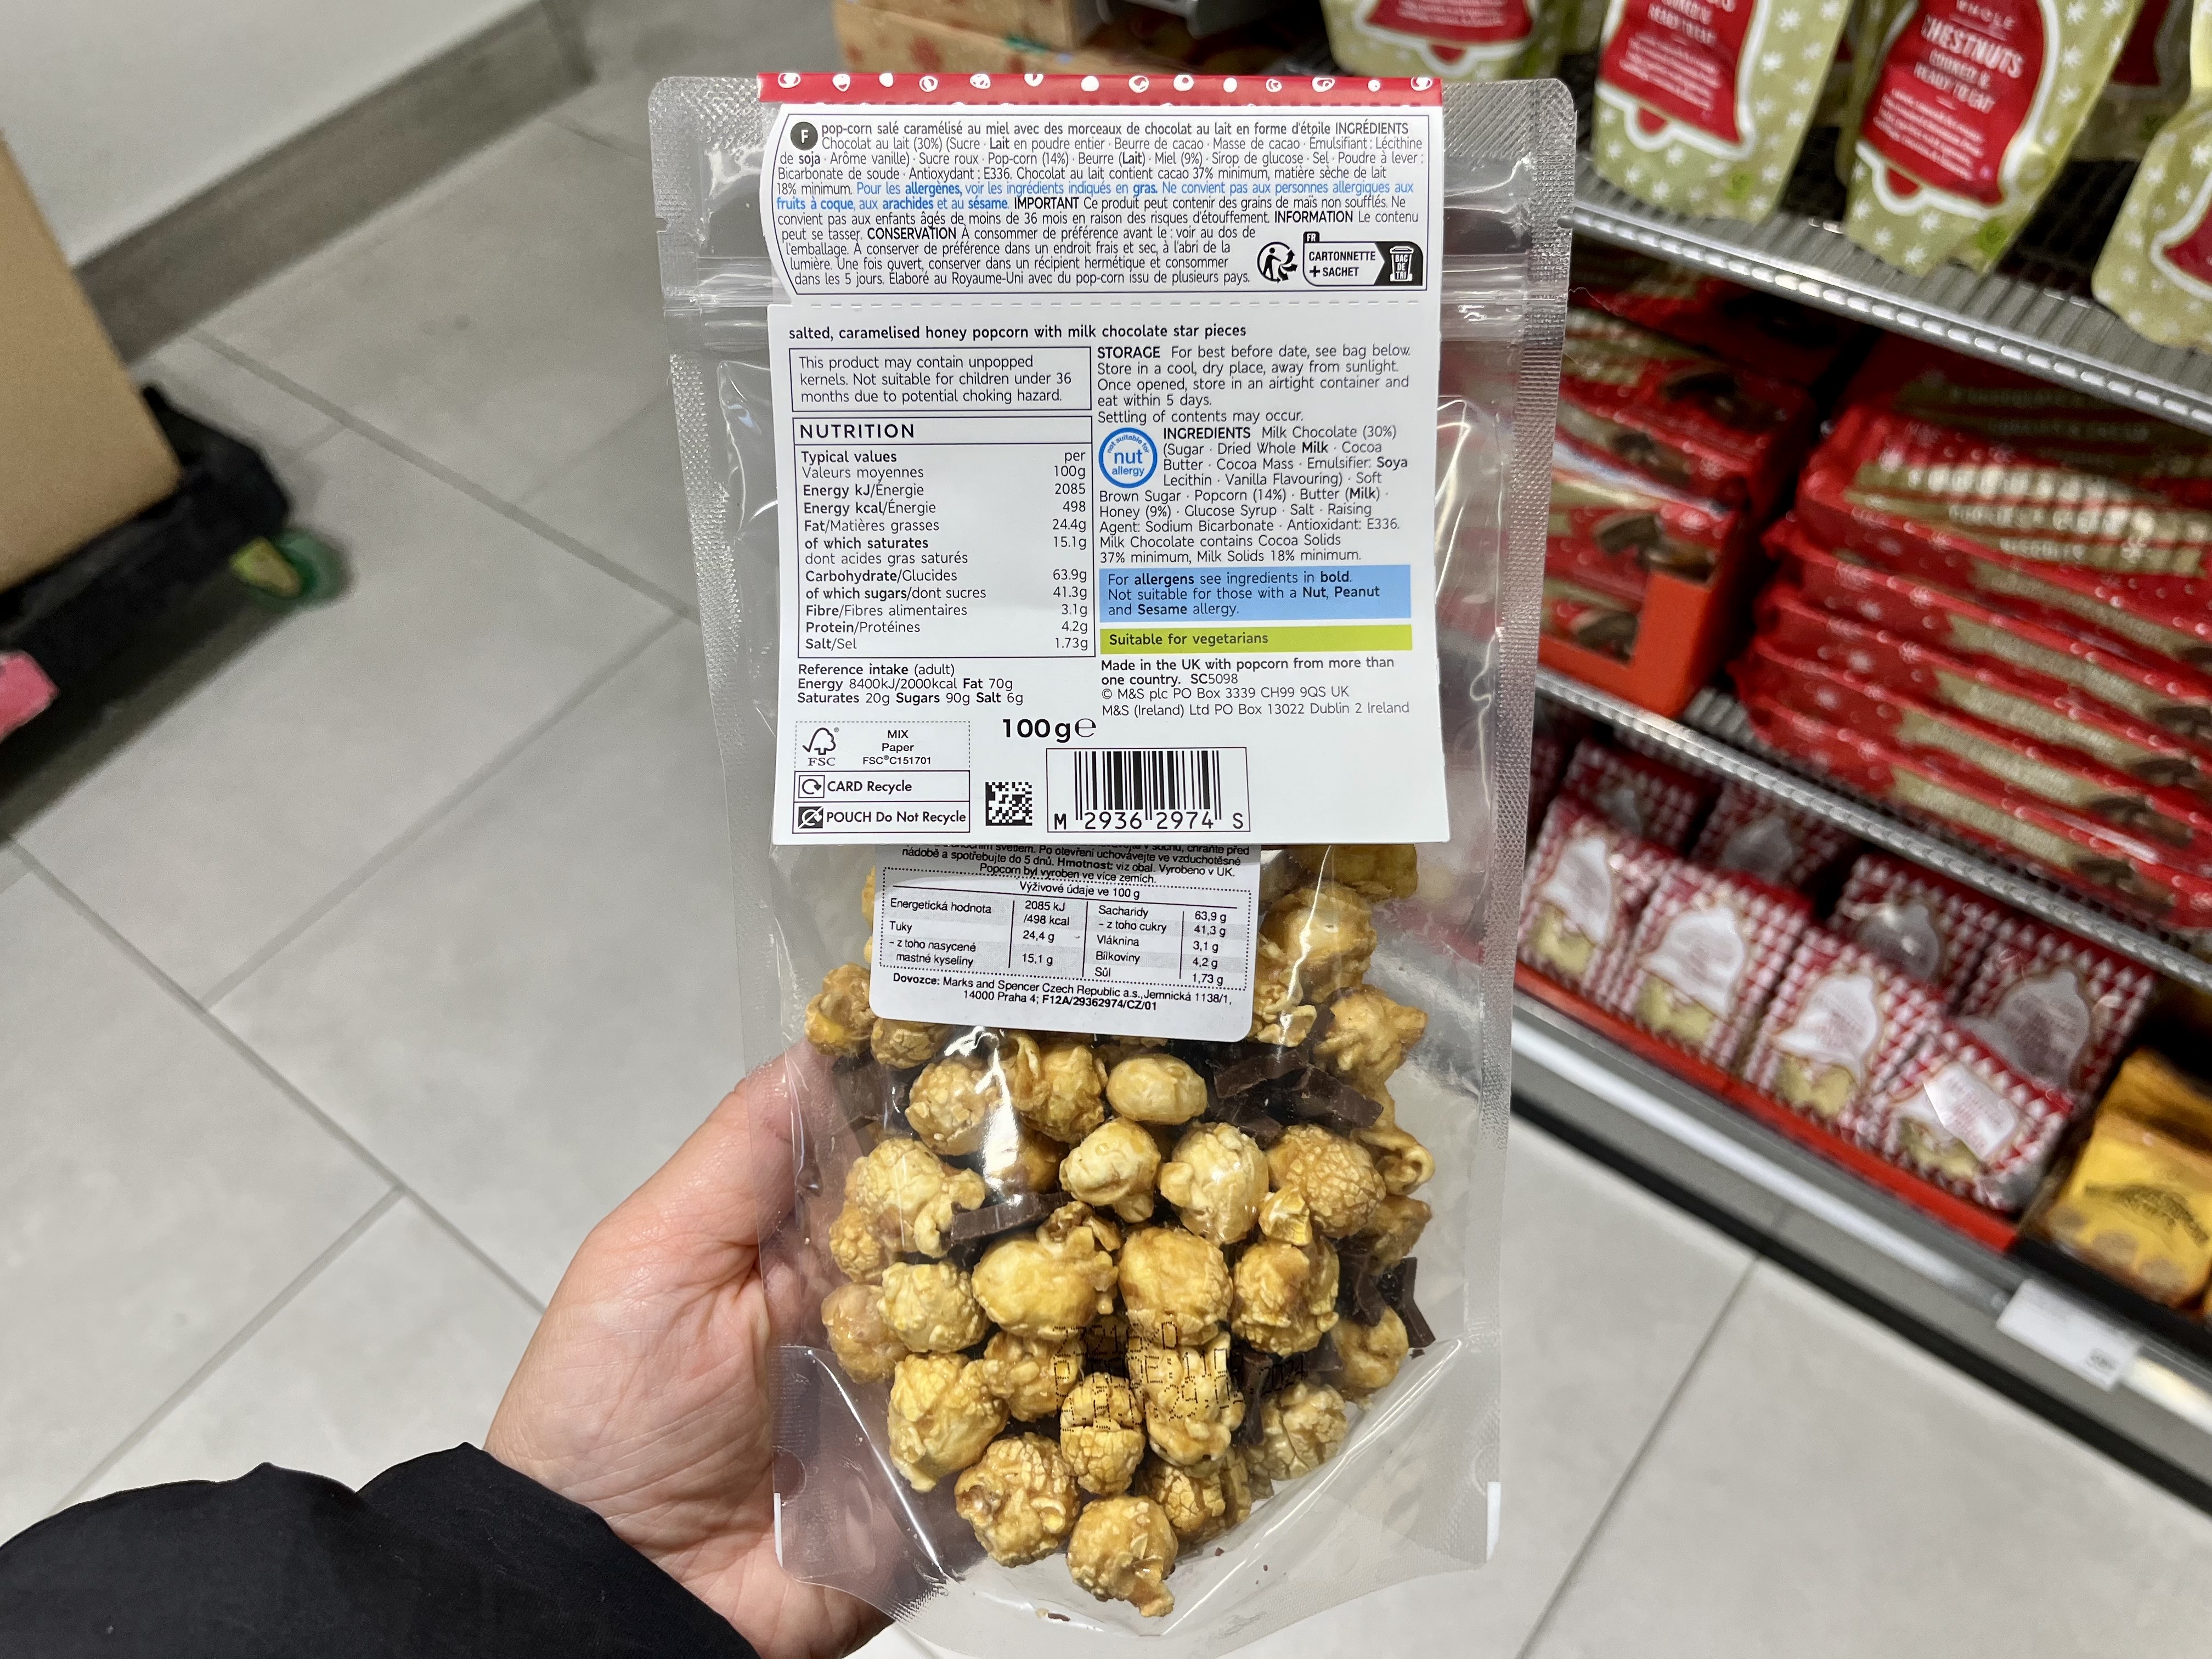 F pop-corn salé caramélisé au miel avec des morceaux de chocolat au lait en forme d'étoile INGRÉDIENTS
Chocolat au lait (30%) (Sucre · Lait en poudre entier · Beurre de cacao · Masse de cacao · Émulsifiant : Lécithine
de soja · Arôme vanille) · Sucre roux · Pop-corn (14%) · Beurre (Lait) · Miel (9%) · Sirop de glucose · Sel · Poudre à lever :
Bicarbonate de soude · Antioxydant : E336. Chocolat au lait contient cacao 37% minimum, matière sèche de lait
18% minimum. Pour les allergènes, voir les ingrédients indiqués en gras. Ne convient pas aux personnes allergiques aux
fruits à coque, aux arachides et au sésame. IMPORTANT Ce produit peut contenir des grains de maïs non soufflés. Ne
convient pas aux enfants âgés de moins de 36 mois en raison des risques d'étouffement. INFORMATION Le contenu
peut se tasser. CONSERVATION À consommer de préférence avant le : voir au dos de
l'emballage. À conserver de préférence dans un endroit frais et sec, à l'abri de la
lumière. Une fois ouvert, conserver dans un récipient hermétique et consommer
dans les 5 jours. Élaboré au Royaume-Uni avec du pop-corn issu de plusieurs pays.
FR
CARTONNETTE
+ SACHET
BAC
DE
TRI
salted, caramelised honey popcorn with milk chocolate star pieces
This product may contain unpopped
kernels. Not suitable for children under 36
months due to potential choking hazard.
NUTRITION
Typical values per
Valeurs moyennes 100g
Energy kJ/Énergie 2085
Energy kcal/Énergie 498
Fat/Matières grasses 24.4g
of which saturates 15.1g
dont acides gras saturés
Carbohydrate/Glucides 63.9g
of which sugars/dont sucres 41.3g
Fibre/Fibres alimentaires 3.1g
Protein/Protéines 4.2g
Salt/Sel 1.73g
Reference intake (adult)
Energy 8400kJ/2000kcal Fat 70g
Saturates 20g Sugars 90g Salt 6g
STORAGE For best before date, see bag below.
Store in a cool, dry place, away from sunlight.
Once opened, store in an airtight container and
eat within 5 days.
Settling of contents may occur.
not suitable for
nut
allergy
INGREDIENTS Milk Chocolate (30%)
(Sugar · Dried Whole Milk · Cocoa
Butter · Cocoa Mass · Emulsifier: Soya
Lecithin · Vanilla Flavouring) · Soft
Brown Sugar · Popcorn (14%) · Butter (Milk) ·
Honey (9%) · Glucose Syrup · Salt · Raising
Agent: Sodium Bicarbonate · Antioxidant: E336.
Milk Chocolate contains Cocoa Solids
37% minimum, Milk Solids 18% minimum.
For allergens see ingredients in bold.
Not suitable for those with a Nut, Peanut
and Sesame allergy.
Suitable for vegetarians
Made in the UK with popcorn from more than
one country. SC5098
© M&S plc PO Box 3339 CH99 9QS UK
M&S (Ireland) Ltd PO Box 13022 Dublin 2 Ireland
100g℮
FSC
MIX
Paper
FSC® C151701
CARD Recycle
POUCH Do Not Recycle
M 2936 2974 S
světlem. Po otevření uchovávejte ve vzduchotěsné
nádobě a spotřebujte do 5 dnů. Hmotnost: viz obal. Vyrobeno v UK.
Popcorn byl vyroben ve více zemích.
Výživové údaje ve 100 g
Energetická hodnota 2085 kJ
/498 kcal
Tuky 24,4 g
- z toho nasycené
mastné kyseliny 15,1 g
Sacharidy 63,9 g
- z toho cukry 41,3 g
Vláknina 3,1 g
Bílkoviny 4,2 g
Sůl 1,73 g
Dovozce: Marks and Spencer Czech Republic a.s., Jemnická 1138/1,
14000 Praha 4; F12A/29362974/CZ/01
WHOLE
CHESTNUTS
COOKED &
READY TO EAT